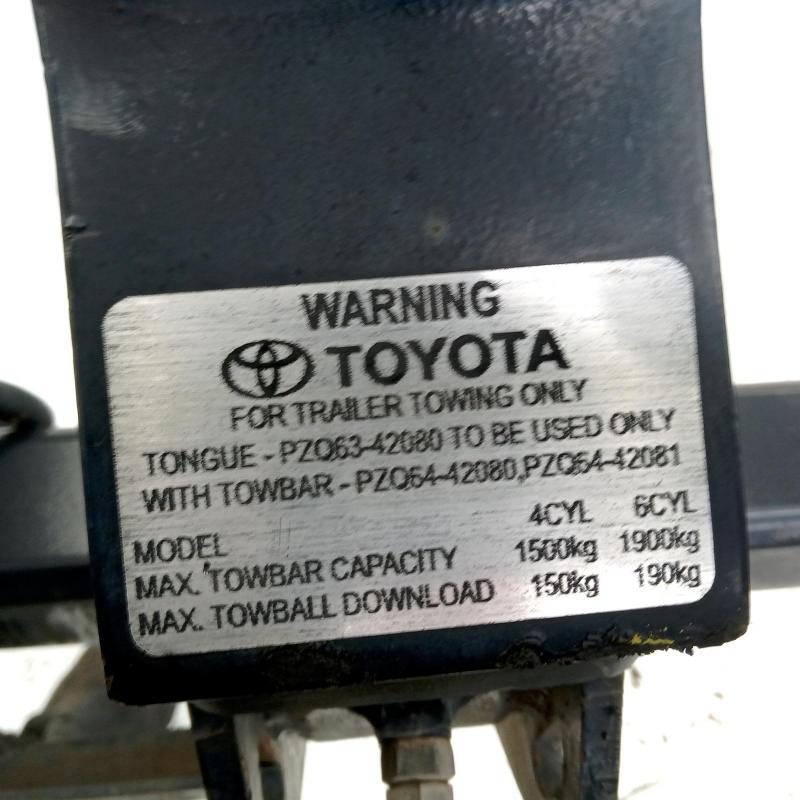 WARNING
TOYOTA
FOR TRAILER TOWING ONLY
TONGUE - PZQ63-42080 TO BE USED ONLY
WITH TOWBAR - PZQ64-42080,PZQ64-42081
MODEL 4CYL 6CYL
MAX. TOWBAR CAPACITY 1500kg 1900kg
MAX. TOWBALL DOWNLOAD 150kg 190kg